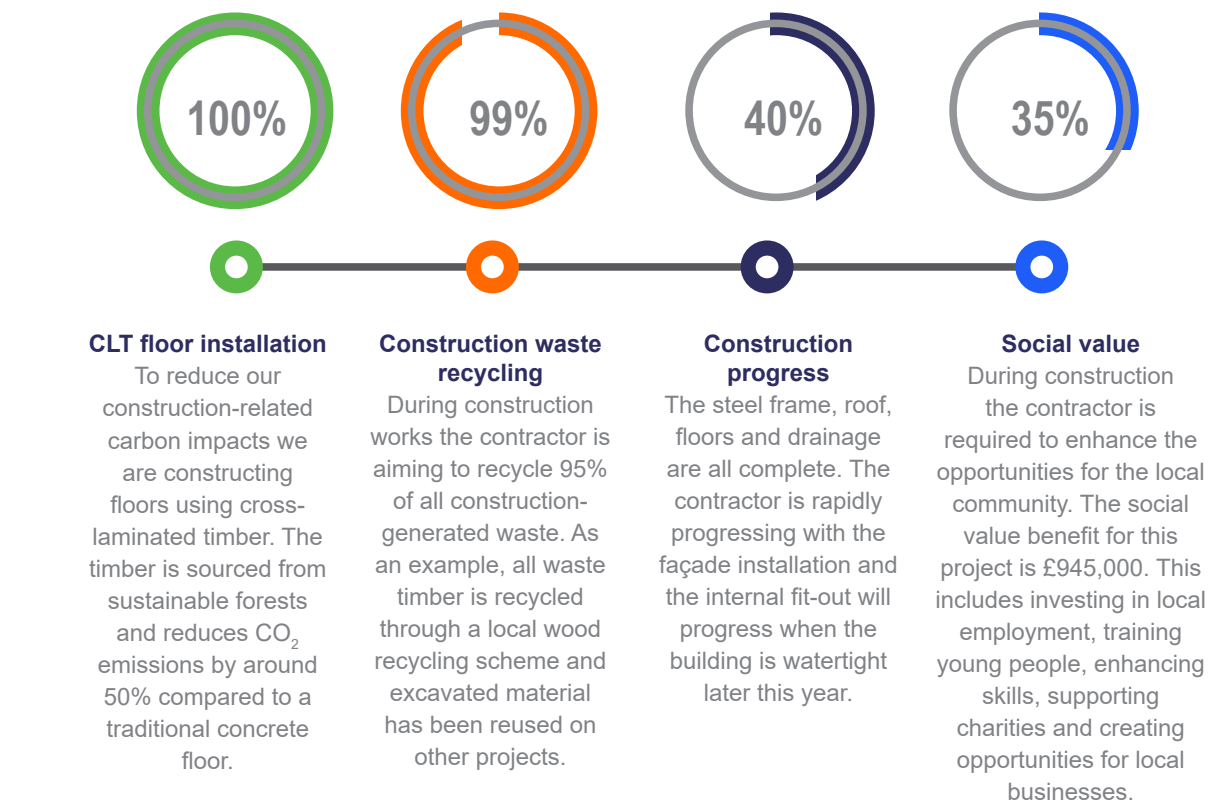 100%
99%
40%
35%
CLT floor installation
To reduce our
construction-related
carbon impacts we
are constructing
floors using cross-
laminated timber. The
timber is sourced from
sustainable forests
and reduces CO₂
emissions by around
50% compared to a
traditional concrete
floor.
Construction waste
recycling
During construction
works the contractor is
aiming to recycle 95%
of all construction-
generated waste. As
an example, all waste
timber is recycled
through a local wood
recycling scheme and
excavated material
has been reused on
other projects.
Construction
progress
The steel frame, roof,
floors and drainage
are all complete. The
contractor is rapidly
progressing with the
façade installation and
the internal fit-out will
progress when the
building is watertight
later this year.
Social value
During construction
the contractor is
required to enhance the
opportunities for the local
community. The social
value benefit for this
project is £945,000. This
includes investing in local
employment, training
young people, enhancing
skills, supporting
charities and creating
opportunities for local
businesses.